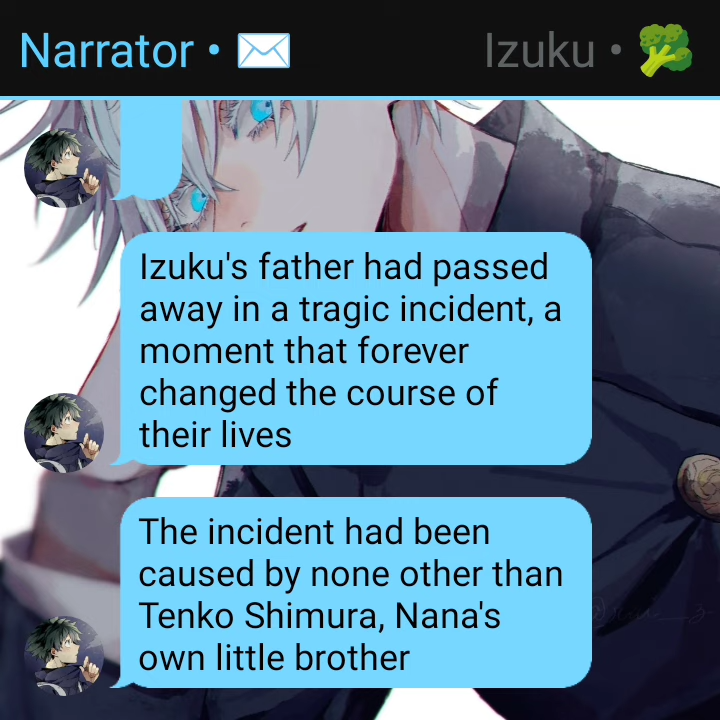 Narrator • ✉️ Izuku • 🥦
Izuku's father had passed
away in a tragic incident, a
moment that forever
changed the course of
their lives
The incident had been
caused by none other than
Tenko Shimura, Nana's
own little brother